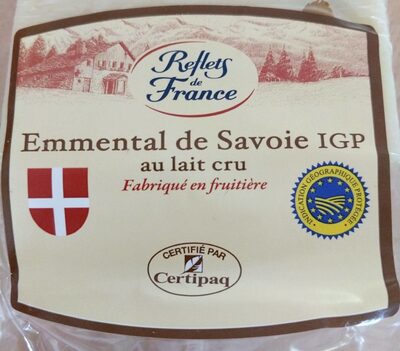 Reflets
de
France
Emmental de Savoie IGP
au lait cru
Fabriqué en fruitière
INDICATION GÉOGRAPHIQUE PROTÉGÉE
CERTIFIÉ PAR
Certipaq